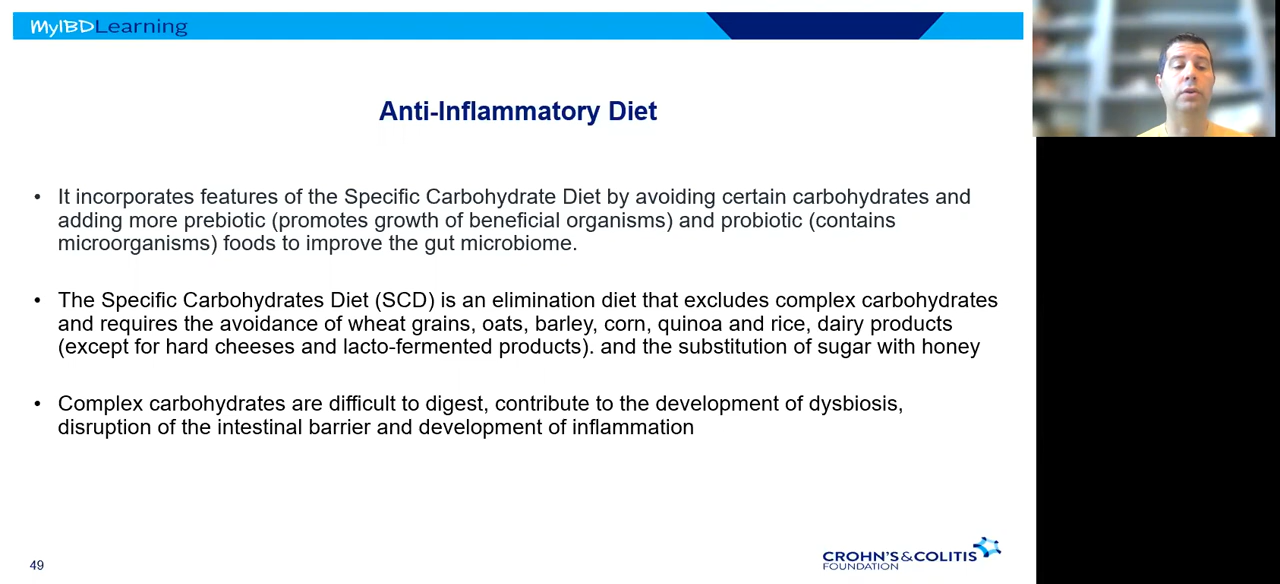 MyIBDLearning
Anti-Inflammatory Diet
• It incorporates features of the Specific Carbohydrate Diet by avoiding certain carbohydrates and
adding more prebiotic (promotes growth of beneficial organisms) and probiotic (contains
microorganisms) foods to improve the gut microbiome.
• The Specific Carbohydrates Diet (SCD) is an elimination diet that excludes complex carbohydrates
and requires the avoidance of wheat grains, oats, barley, corn, quinoa and rice, dairy products
(except for hard cheeses and lacto-fermented products). and the substitution of sugar with honey
• Complex carbohydrates are difficult to digest, contribute to the development of dysbiosis,
disruption of the intestinal barrier and development of inflammation
49
CROHN'S&COLITIS
FOUNDATION